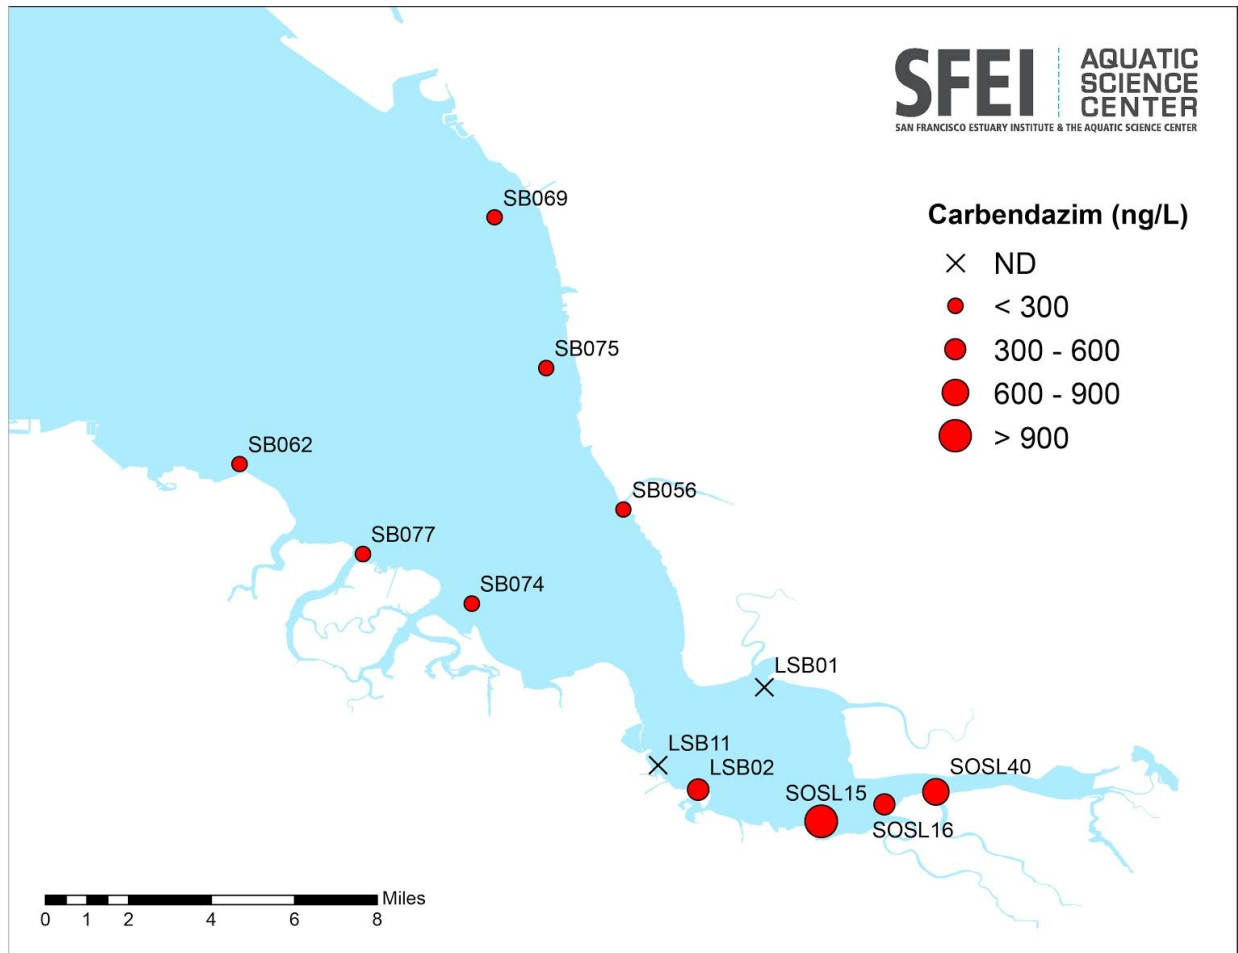 SFEI
AQUATIC
SCIENCE
CENTER
SAN FRANCISCO ESTUARY INSTITUTE & THE AQUATIC SCIENCE CENTER
Carbendazim (ng/L)
ND
< 300
300 - 600
600 - 900
> 900
SB069
SB075
SB062
SB056
SB077
SB074
LSB01
LSB11
LSB02
SOSL40
SOSL15
SOSL16
Miles
0 1 2 4 6 8